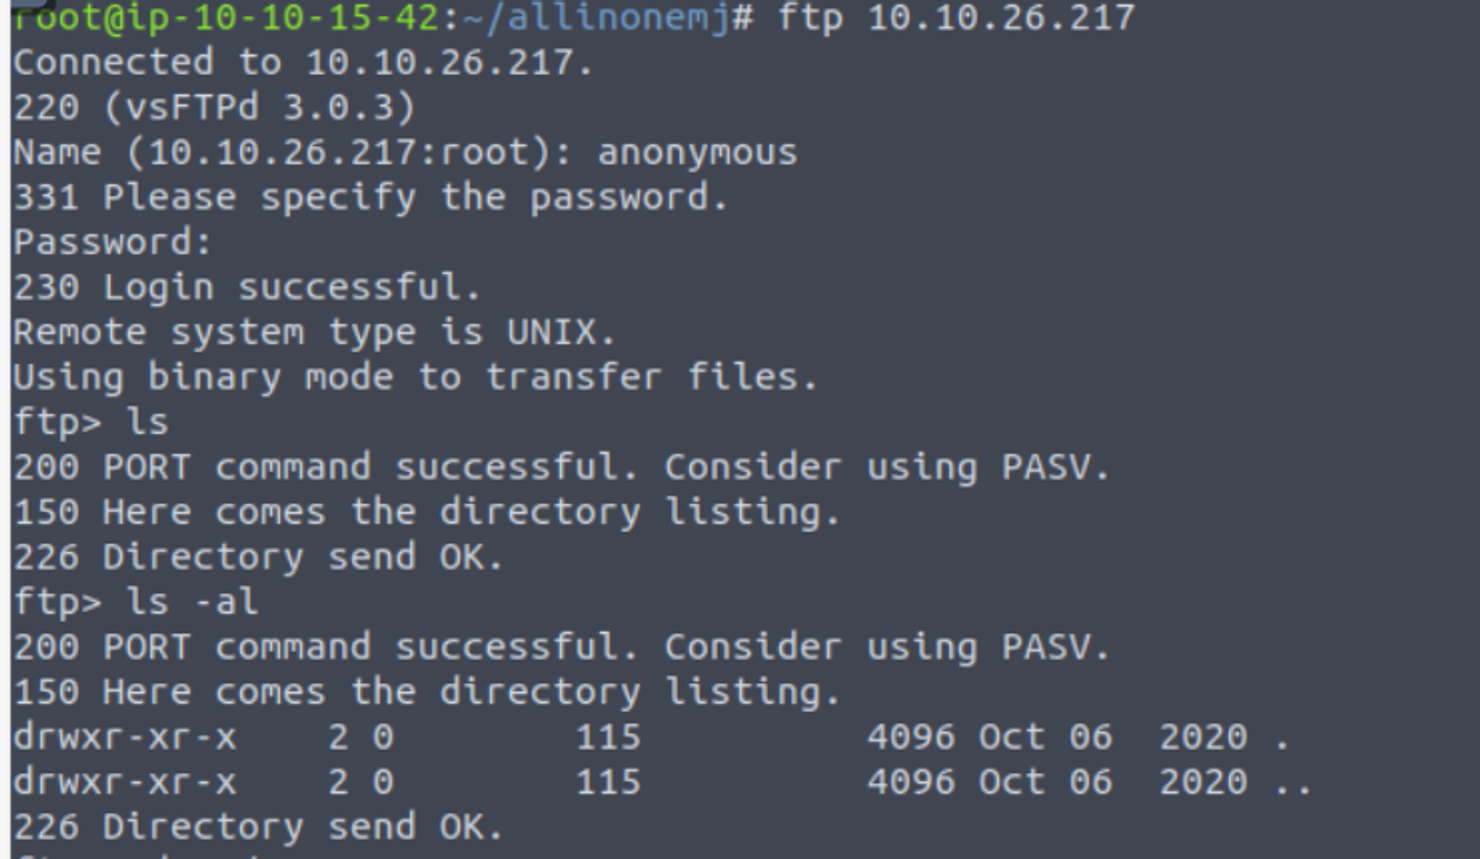 root@ip-10-10-15-42:~/allinonemj# ftp 10.10.26.217
Connected to 10.10.26.217.
220 (vsFTPd 3.0.3)
Name (10.10.26.217:root): anonymous
331 Please specify the password.
Password:
230 Login successful.
Remote system type is UNIX.
Using binary mode to transfer files.
ftp> ls
200 PORT command successful. Consider using PASV.
150 Here comes the directory listing.
226 Directory send OK.
ftp> ls -al
200 PORT command successful. Consider using PASV.
150 Here comes the directory listing.
drwxr-xr-x    2 0        115          4096 Oct 06  2020 .
drwxr-xr-x    2 0        115          4096 Oct 06  2020 ..
226 Directory send OK.